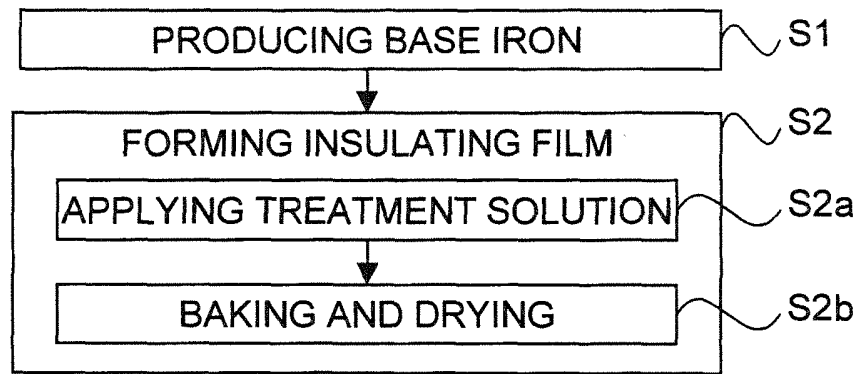 PRODUCING BASE IRON S1
FORMING INSULATING FILM S2
APPLYING TREATMENT SOLUTION S2a
BAKING AND DRYING S2b